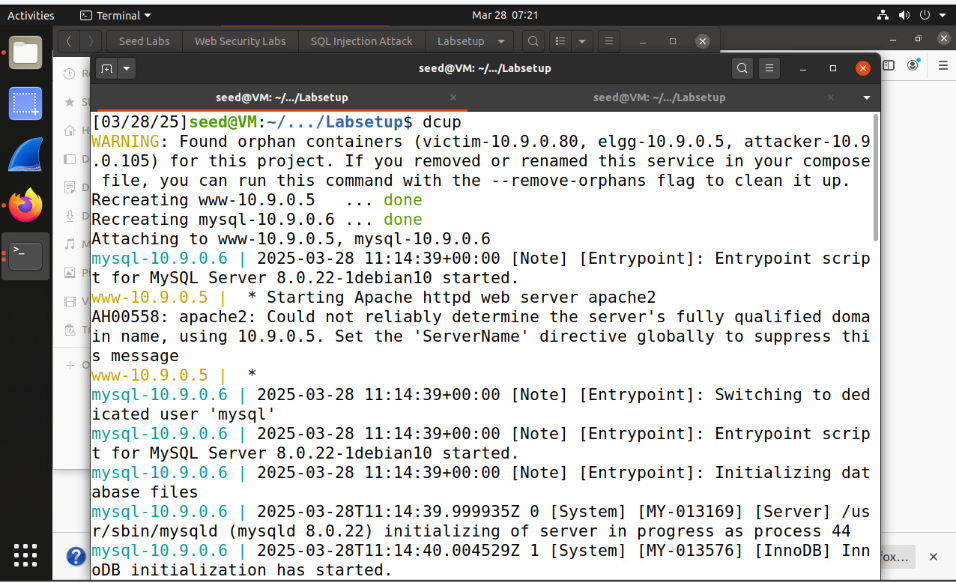 Activities Terminal Mar 28 07:21
Seed Labs Web Security Labs SQL Injection Attack Labsetup
seed@VM: ~/.../Labsetup
seed@VM: ~/.../Labsetup × seed@VM: ~/.../Labsetup ×
[03/28/25]seed@VM:~/.../Labsetup$ dcup
WARNING: Found orphan containers (victim-10.9.0.80, elgg-10.9.0.5, attacker-10.9
.0.105) for this project. If you removed or renamed this service in your compose
 file, you can run this command with the --remove-orphans flag to clean it up.
Recreating www-10.9.0.5   ... done
Recreating mysql-10.9.0.6 ... done
Attaching to www-10.9.0.5, mysql-10.9.0.6
mysql-10.9.0.6 | 2025-03-28 11:14:39+00:00 [Note] [Entrypoint]: Entrypoint scrip
t for MySQL Server 8.0.22-1debian10 started.
www-10.9.0.5 |  * Starting Apache httpd web server apache2
AH00558: apache2: Could not reliably determine the server's fully qualified doma
in name, using 10.9.0.5. Set the 'ServerName' directive globally to suppress thi
s message
www-10.9.0.5 |  *
mysql-10.9.0.6 | 2025-03-28 11:14:39+00:00 [Note] [Entrypoint]: Switching to ded
icated user 'mysql'
mysql-10.9.0.6 | 2025-03-28 11:14:39+00:00 [Note] [Entrypoint]: Entrypoint scrip
t for MySQL Server 8.0.22-1debian10 started.
mysql-10.9.0.6 | 2025-03-28 11:14:39+00:00 [Note] [Entrypoint]: Initializing dat
abase files
mysql-10.9.0.6 | 2025-03-28T11:14:39.999935Z 0 [System] [MY-013169] [Server] /us
r/sbin/mysqld (mysqld 8.0.22) initializing of server in progress as process 44
mysql-10.9.0.6 | 2025-03-28T11:14:40.004529Z 1 [System] [MY-013576] [InnoDB] Inn
oDB initialization has started.